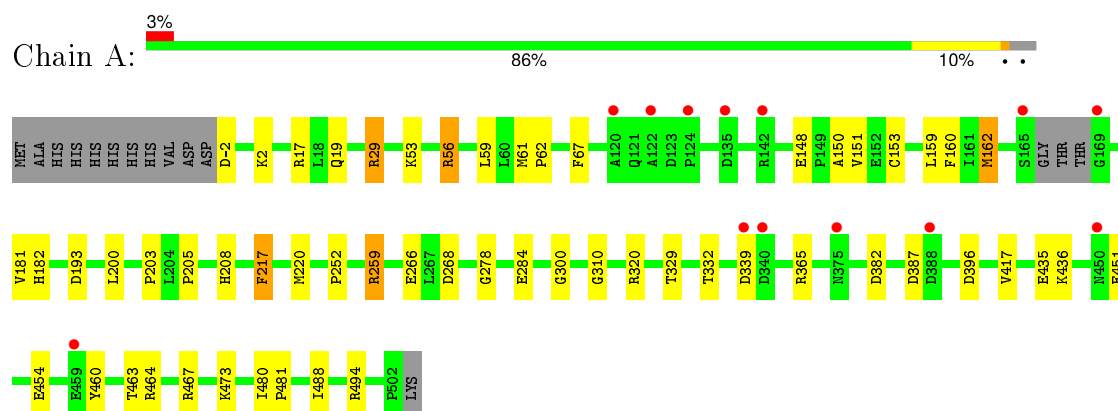 3%
Chain A:
86%
10%
MET ALA HIS HIS HIS HIS HIS HIS VAL ASP ASP D-2 K2 R17 L18 Q19 R29 K53 R56 L59 L60 M61 P62 F67 A120 Q121 A122 D123 P124 D135 R142 E148 P149 A150 V151 E152 C153 L159 F160 I161 M162 S165 GLY THR THR G169
V181 H182 D193 L200 P203 L204 P205 H208 F217 M220 P252 R259 E266 L267 D268 G278 E284 G300 G310 R320 T329 T332 D339 D340 R365 N375 D382 D387 D388 D396 V417 E435 K436 N450 E451
E454 E459 Y460 T463 R464 R467 K473 I480 P481 I488 R494 P502 LYS